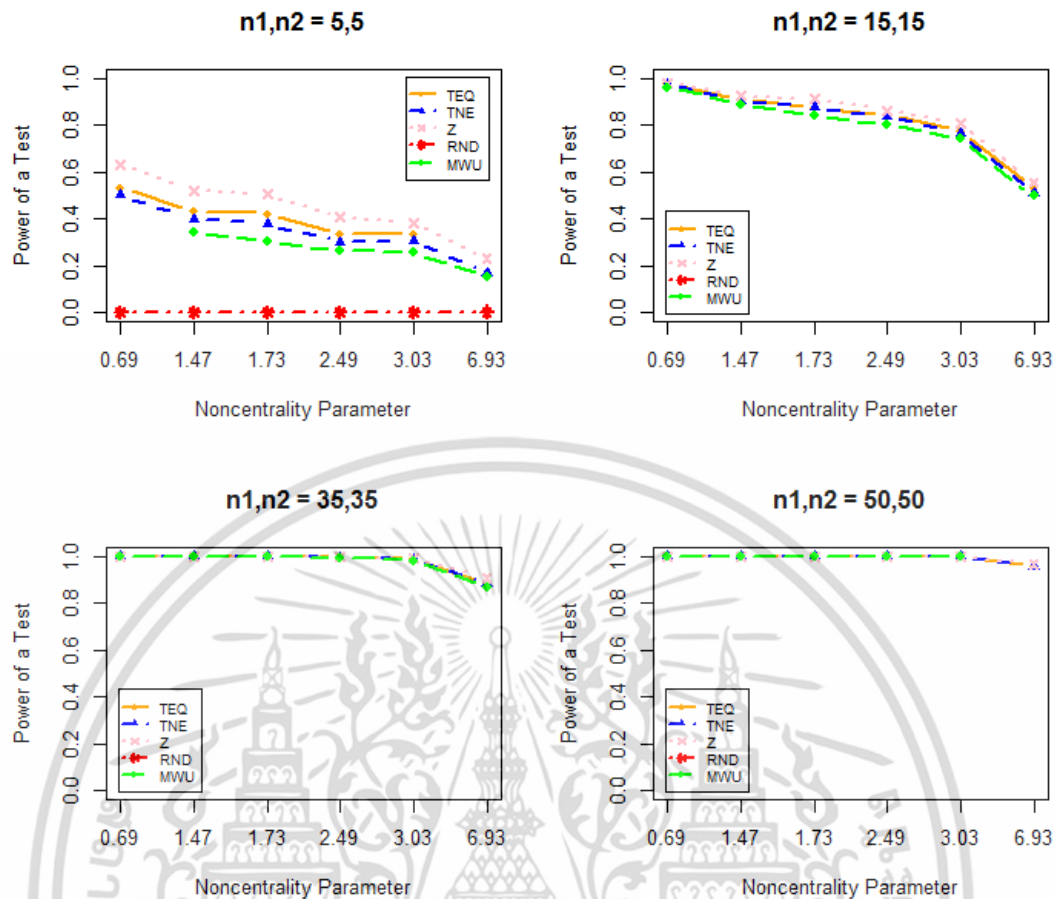 n1,n2 = 5,5
Power of a Test
1.0
0.8
0.6
0.4
0.2
0.0
TEQ
TNE
Z
RND
MWU
0.69 1.47 1.73 2.49 3.03 6.93
Noncentrality Parameter
n1,n2 = 15,15
Power of a Test
1.0
0.8
0.6
0.4
0.2
0.0
TEQ
TNE
Z
RND
MWU
0.69 1.47 1.73 2.49 3.03 6.93
Noncentrality Parameter
n1,n2 = 35,35
Power of a Test
1.0
0.8
0.6
0.4
0.2
0.0
TEQ
TNE
Z
RND
MWU
0.69 1.47 1.73 2.49 3.03 6.93
Noncentrality Parameter
n1,n2 = 50,50
Power of a Test
1.0
0.8
0.6
0.4
0.2
0.0
TEQ
TNE
Z
RND
MWU
0.69 1.47 1.73 2.49 3.03 6.93
Noncentrality Parameter